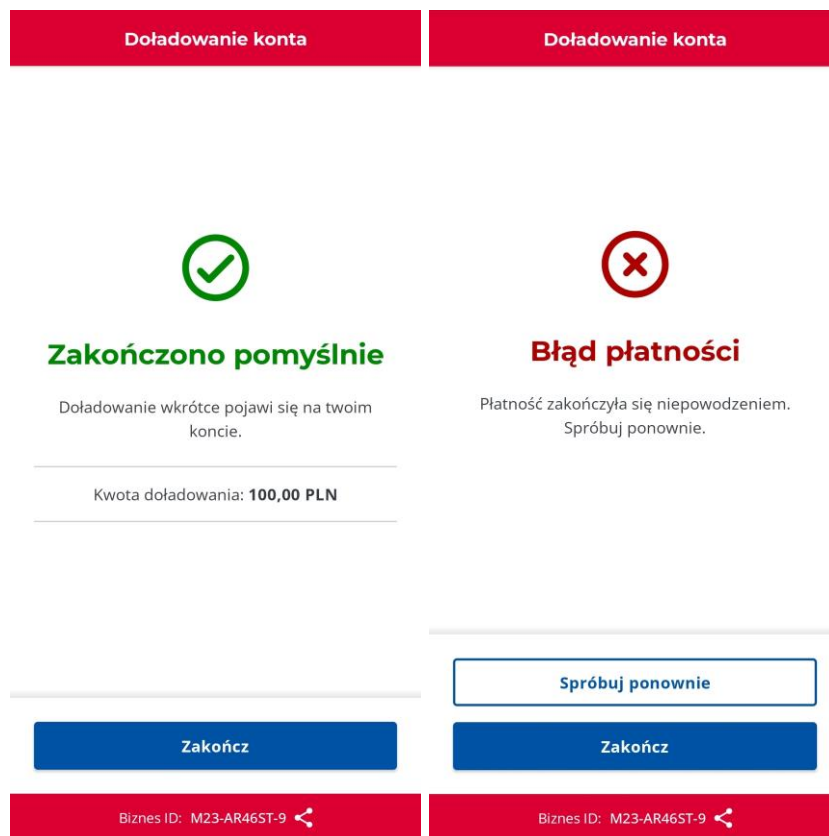 Doładowanie konta
Zakończono pomyślnie
Doładowanie wkrótce pojawi się na twoim
koncie.
Kwota doładowania: 100,00 PLN
Zakończ
Biznes ID: M23-AR46ST-9
Doładowanie konta
Błąd płatności
Płatność zakończyła się niepowodzeniem.
Spróbuj ponownie.
Spróbuj ponownie
Zakończ
Biznes ID: M23-AR46ST-9